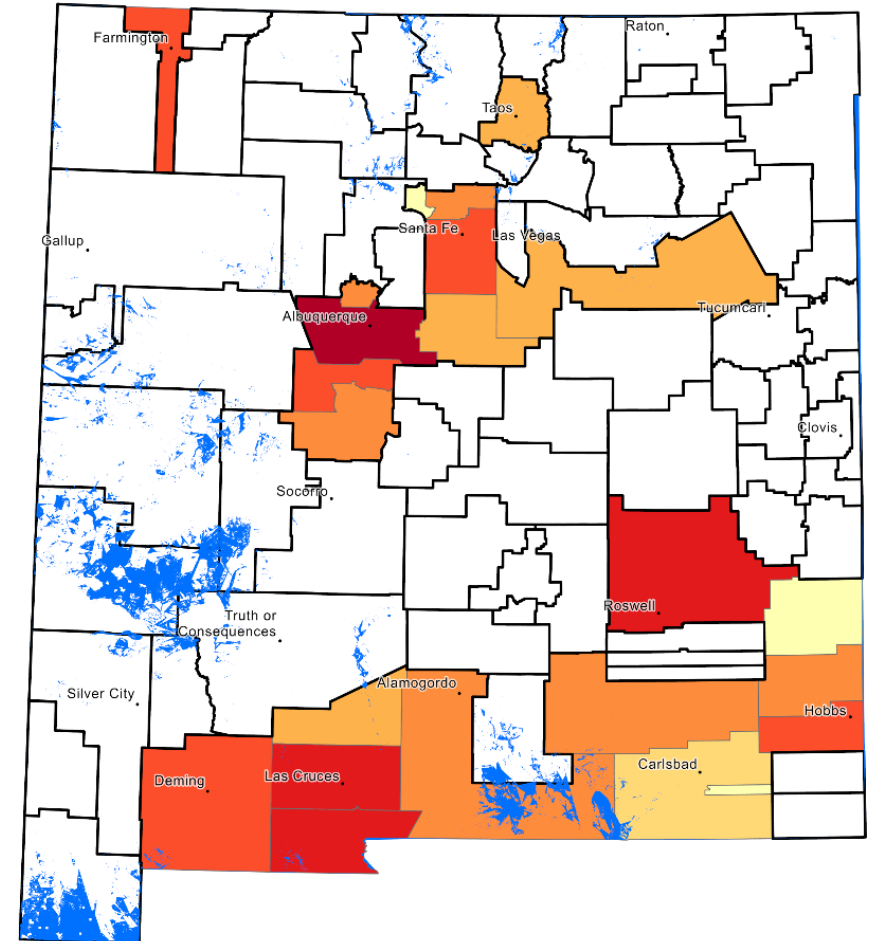 Raton
Farmington
Taos
Santa Fe
Las Vegas
Gallup
Tucumcari
Albuquerque
Clovis
Socorro
Roswell
Truth or
Consequences
Alamogordo
Silver City
Hobbs
Carlsbad
Las Cruces
Deming